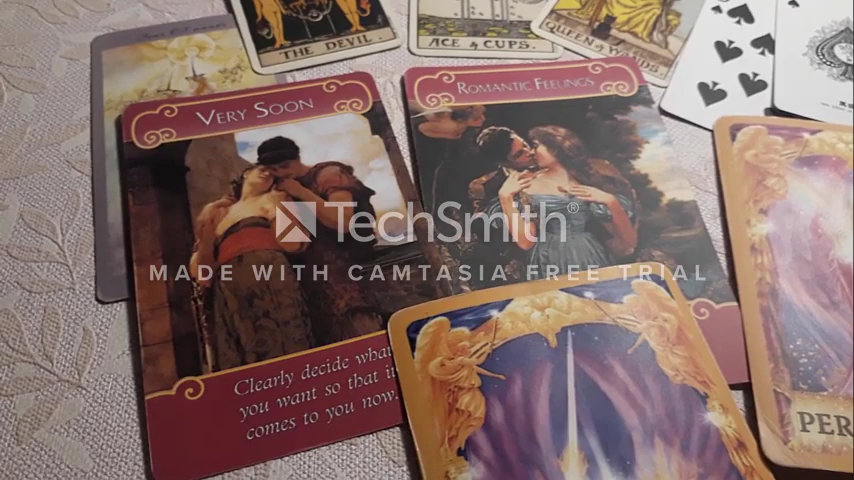 THE DEVIL.
ACE of CUPS.
QUEEN of WANDS.
VERY SOON
ROMANTIC FEELINGS
TechSmith®
MADE WITH CAMTASIA FREE TRIAL
Clearly decide what
you want so that it
comes to you now.
PER